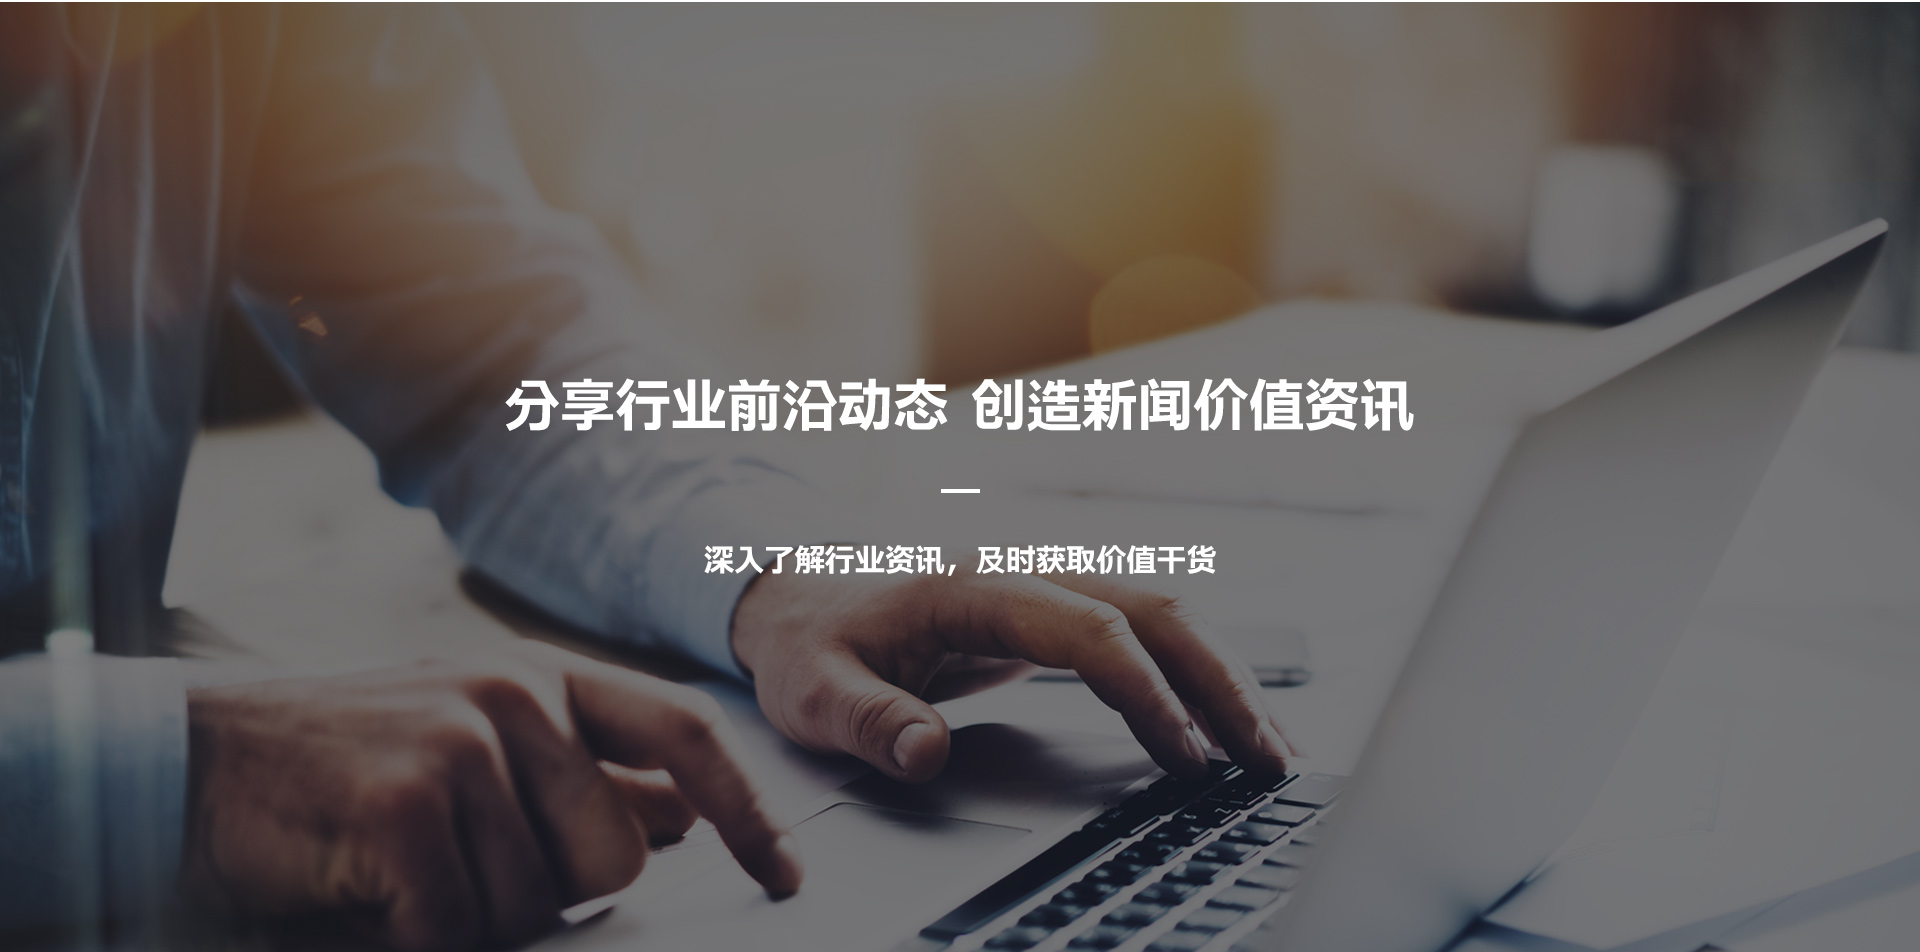 分享行业前沿动态 创造新闻价值资讯
深入了解行业资讯，及时获取价值干货